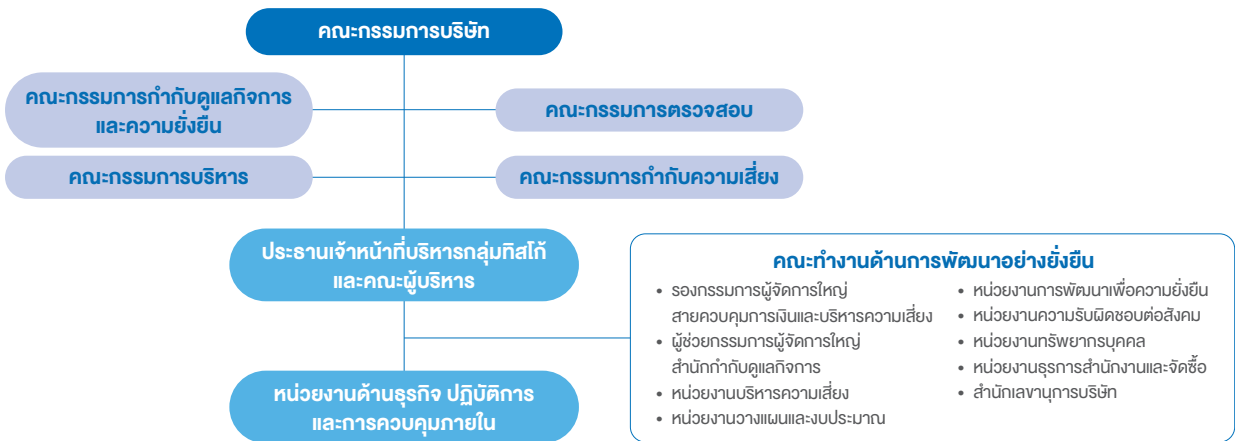 คณะกรรมการบริษัท
คณะกรรมการกำกับดูแลกิจการ
และความยั่งยืน
คณะกรรมการตรวจสอบ
คณะกรรมการบริหาร
คณะกรรมการกำกับความเสี่ยง
ประธานเจ้าหน้าที่บริหารกลุ่มทิสโก้
และคณะผู้บริหาร
คณะทำงานด้านการพัฒนาอย่างยั่งยืน
• รองกรรมการผู้จัดการใหญ่
สายควบคุมการเงินและบริหารความเสี่ยง
• ผู้ช่วยกรรมการผู้จัดการใหญ่
สำนักกำกับดูแลกิจการ
• หน่วยงานบริหารความเสี่ยง
• หน่วยงานวางแผนและงบประมาณ
• หน่วยงานการพัฒนาเพื่อความยั่งยืน
• หน่วยงานความรับผิดชอบต่อสังคม
• หน่วยงานทรัพยากรบุคคล
• หน่วยงานธุรการสำนักงานและจัดซื้อ
• สำนักเลขานุการบริษัท
หน่วยงานด้านธุรกิจ ปฏิบัติการ
และการควบคุมภายใน